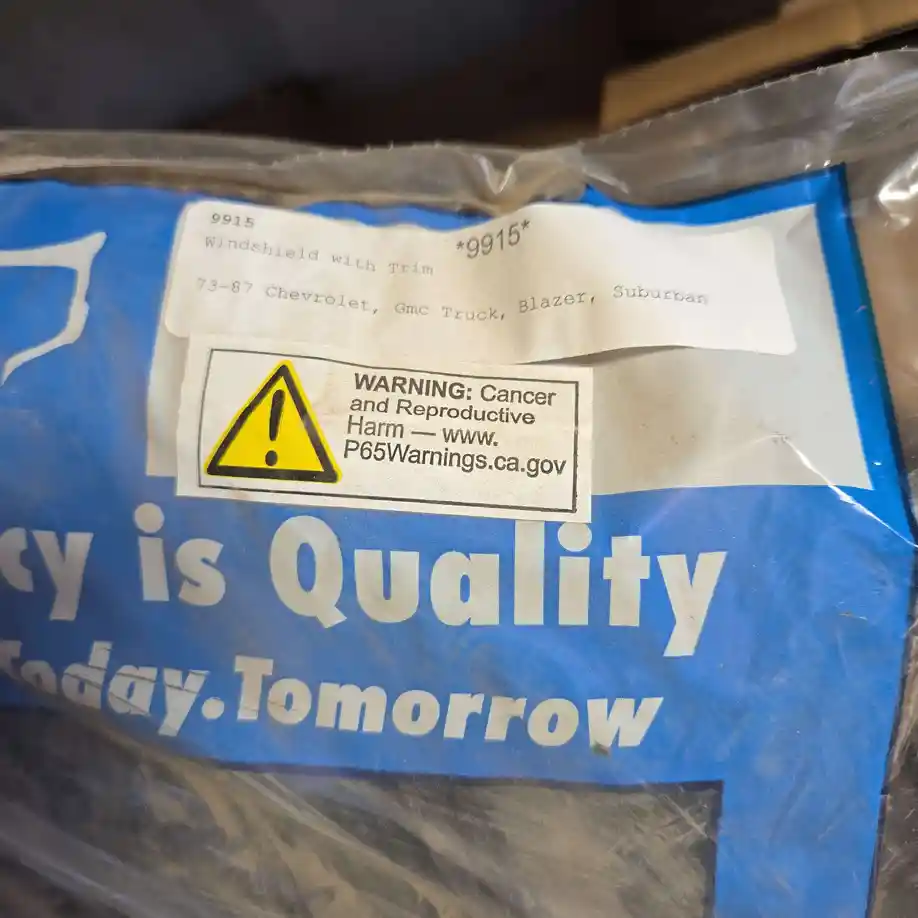 9915
*9915*
Windshield with Trim
73-87 Chevrolet, Gmc Truck, Blazer, Suburban
WARNING: Cancer
and Reproductive
Harm — www.
P65Warnings.ca.gov
cy is Quality
Today.Tomorrow